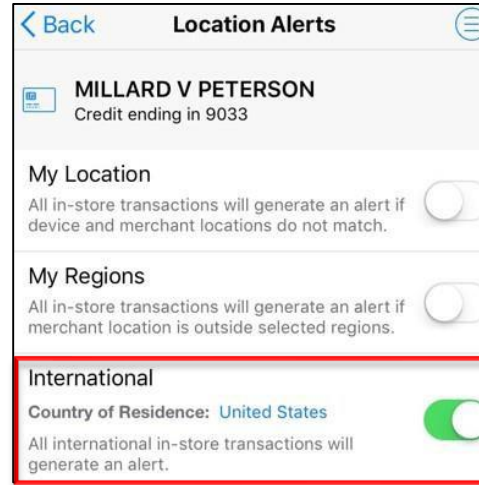 Back Location Alerts
MILLARD V PETERSON
Credit ending in 9033
My Location
All in-store transactions will generate an alert if
device and merchant locations do not match.
My Regions
All in-store transactions will generate an alert if
merchant location is outside selected regions.
International
Country of Residence: United States
All international in-store transactions will
generate an alert.